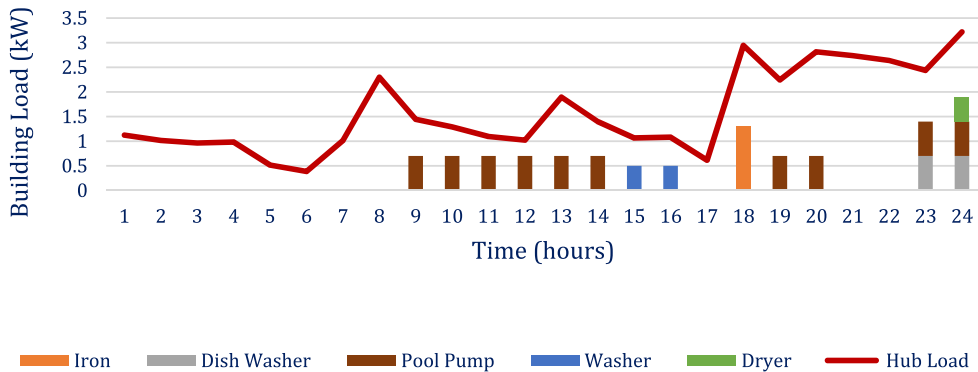 Building Load (kW)
3.5
3
2.5
2
1.5
1
0.5
0
1 2 3 4 5 6 7 8 9 10 11 12 13 14 15 16 17 18 19 20 21 22 23 24
Time (hours)
Iron Dish Washer Pool Pump Washer Dryer Hub Load